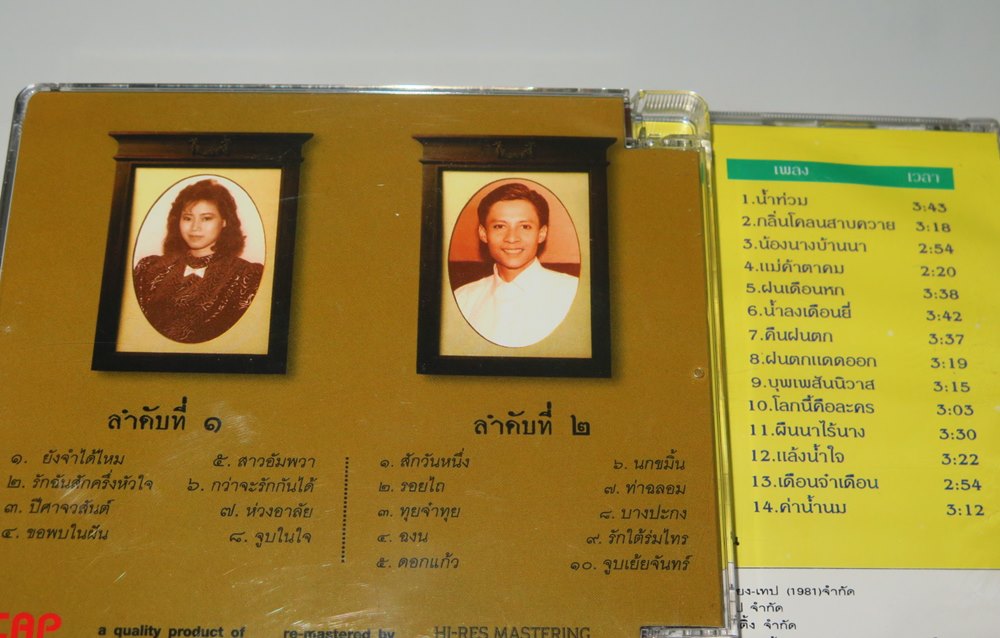 ลำดับที่ ๑
๑. ยังจำได้ไหม
๒. รักฉันสักครึ่งหัวใจ
๓. ปีศาจวสันต์
๔. ขอพบในฝัน
๕. สาวอัมพวา
๖. กว่าจะรักกันได้
๗. ห่วงอาลัย
๘. จูบในใจ
ลำดับที่ ๒
๑. สักวันหนึ่ง
๒. รอยไถ
๓. ทุยจ๋าทุย
๔. ฉงน
๕. ดอกแก้ว
๖. นกขมิ้น
๗. ท่าฉลอม
๘. บางปะกง
๙. รักใต้ร่มไทร
๑๐. จูบเย้ยจันทร์
a quality product of re-mastered by HI-RES MASTERING
เพลง เวลา
1.น้ำท่วม 3:43
2.กลิ่นโคลนสาบควาย 3:18
3.น้องนางบ้านนา 2:54
4.แม่ค้าตาคม 2:20
5.ฝนเดือนหก 3:38
6.น้ำลงเดือนยี่ 3:42
7.คืนฝนตก 3:37
8.ฝนตกแดดออก 3:19
9.บุพเพสันนิวาส 3:15
10.โลกนี้คือละคร 3:03
11.ผืนนาไร้นาง 3:30
12.แล้งน้ำใจ 3:22
13.เดือนจ๋าเดือน 2:54
14.ค่าน้ำนม 3:12
(1981)จำกัด
จำกัด
จำกัด